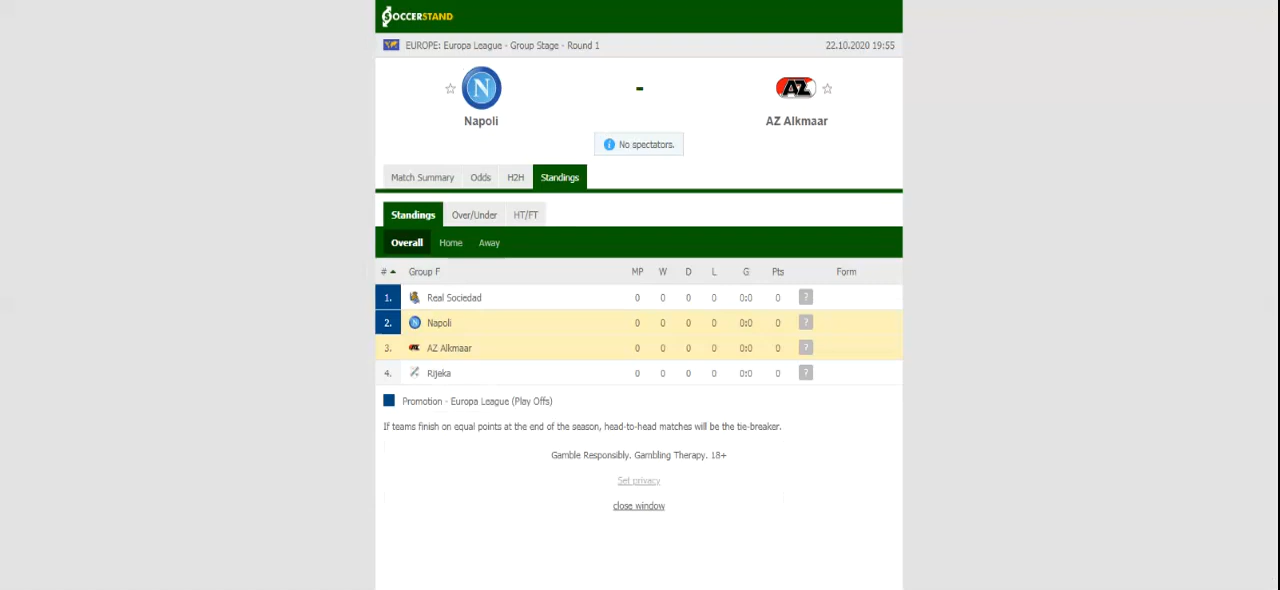 SOCCERSTAND
EUROPE: Europa League - Group Stage - Round 1 22.10.2020 19:55
N - AZ
Napoli AZ Alkmaar
i No spectators.
Match Summary Odds H2H Standings
Standings Over/Under HT/FT
Overall Home Away
# Group F MP W D L G Pts Form
1. Real Sociedad 0 0 0 0 0:0 0 ?
2. Napoli 0 0 0 0 0:0 0 ?
3. AZ Alkmaar 0 0 0 0 0:0 0 ?
4. Rijeka 0 0 0 0 0:0 0 ?
Promotion - Europa League (Play Offs)
If teams finish on equal points at the end of the season, head-to-head matches will be the tie-breaker.
Gamble Responsibly. Gambling Therapy. 18+
Set privacy
close window